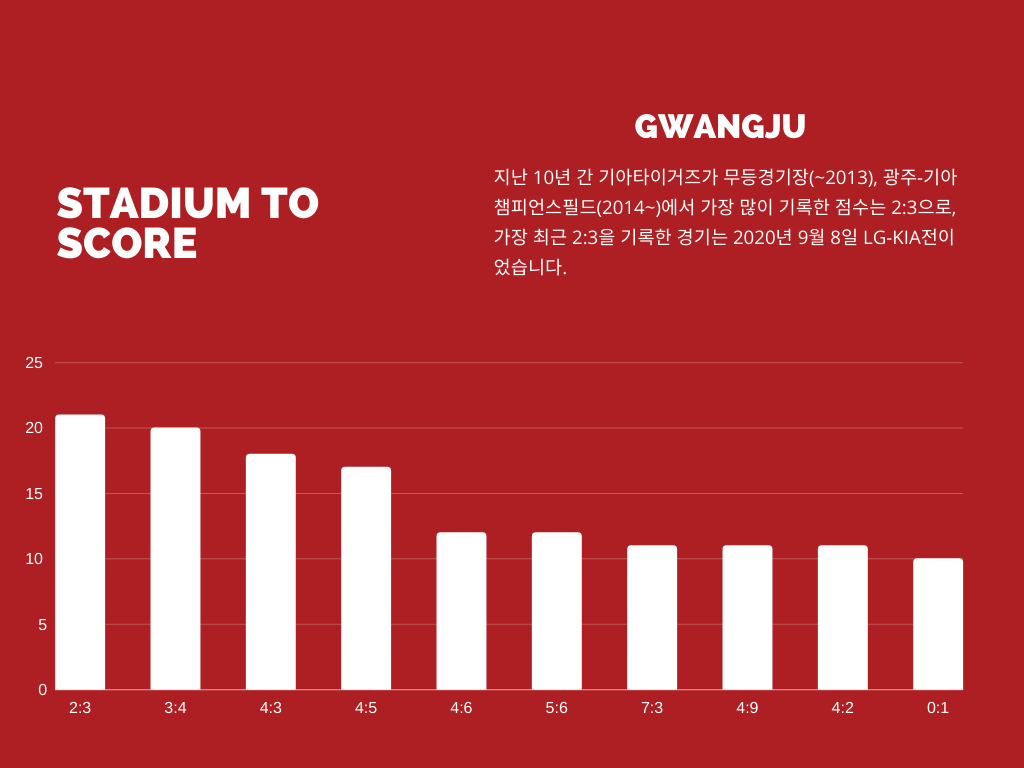 STADIUM TO
SCORE
GWANGJU
지난 10년 간 기아타이거즈가 무등경기장(~2013), 광주-기아
챔피언스필드(2014~)에서 가장 많이 기록한 점수는 2:3으로,
가장 최근 2:3을 기록한 경기는 2020년 9월 8일 LG-KIA전이
었습니다.
25
20
15
10
5
0
2:3 3:4 4:3 4:5 4:6 5:6 7:3 4:9 4:2 0:1